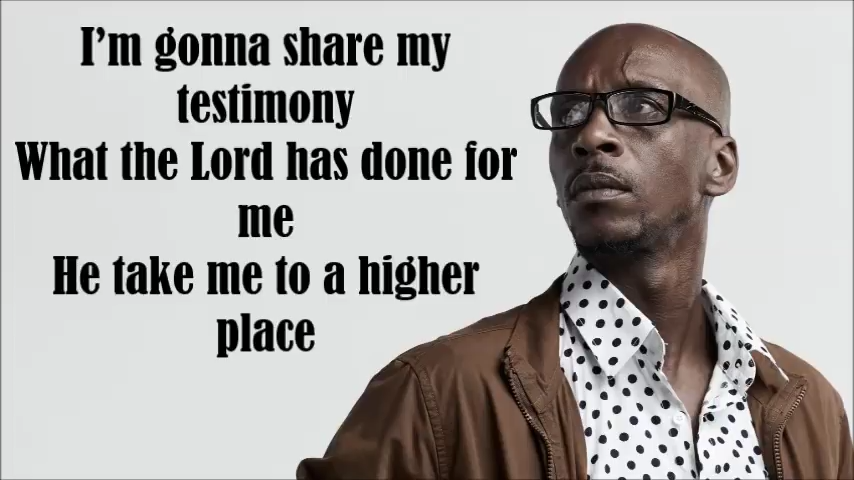 I'm gonna share my
testimony
What the Lord has done for
me
He take me to a higher
place